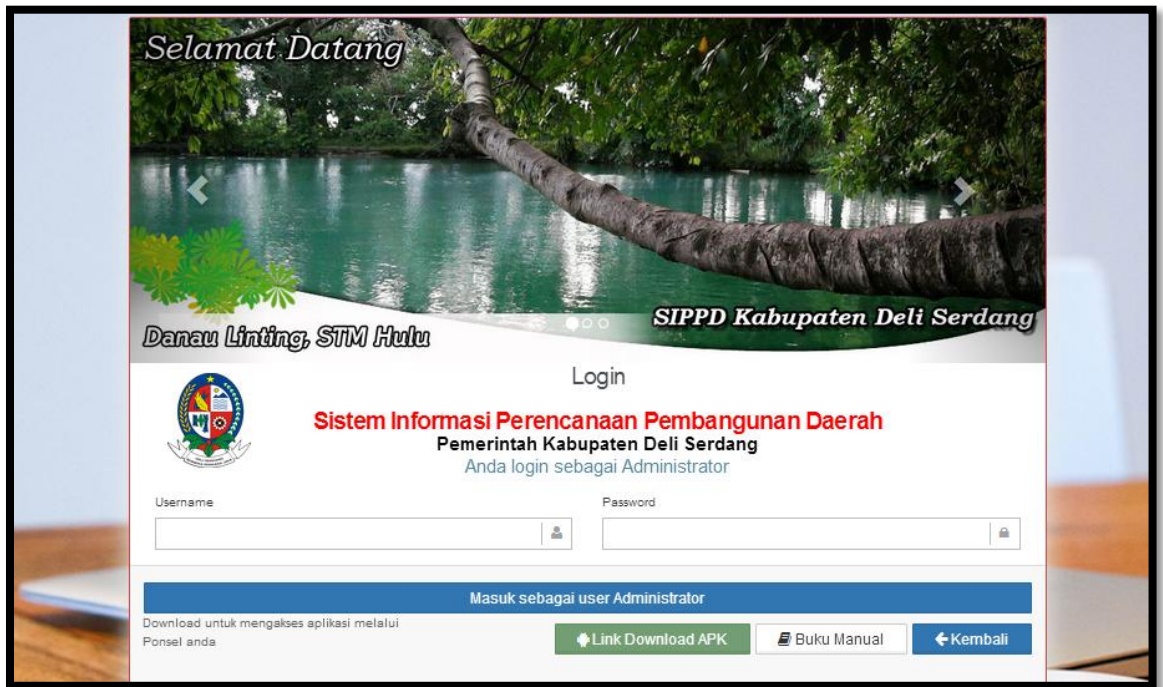 Selamat Datang
SIPPD Kabupaten Deli Serdang
Danau Linting, STM Hulu
Login
Sistem Informasi Perencanaan Pembangunan Daerah
Pemerintah Kabupaten Deli Serdang
Anda login sebagai Administrator
Username
Password
Masuk sebagai user Administrator
Download untuk mengakses aplikasi melalui
Ponsel anda
Link Download APK
Buku Manual
Kembali